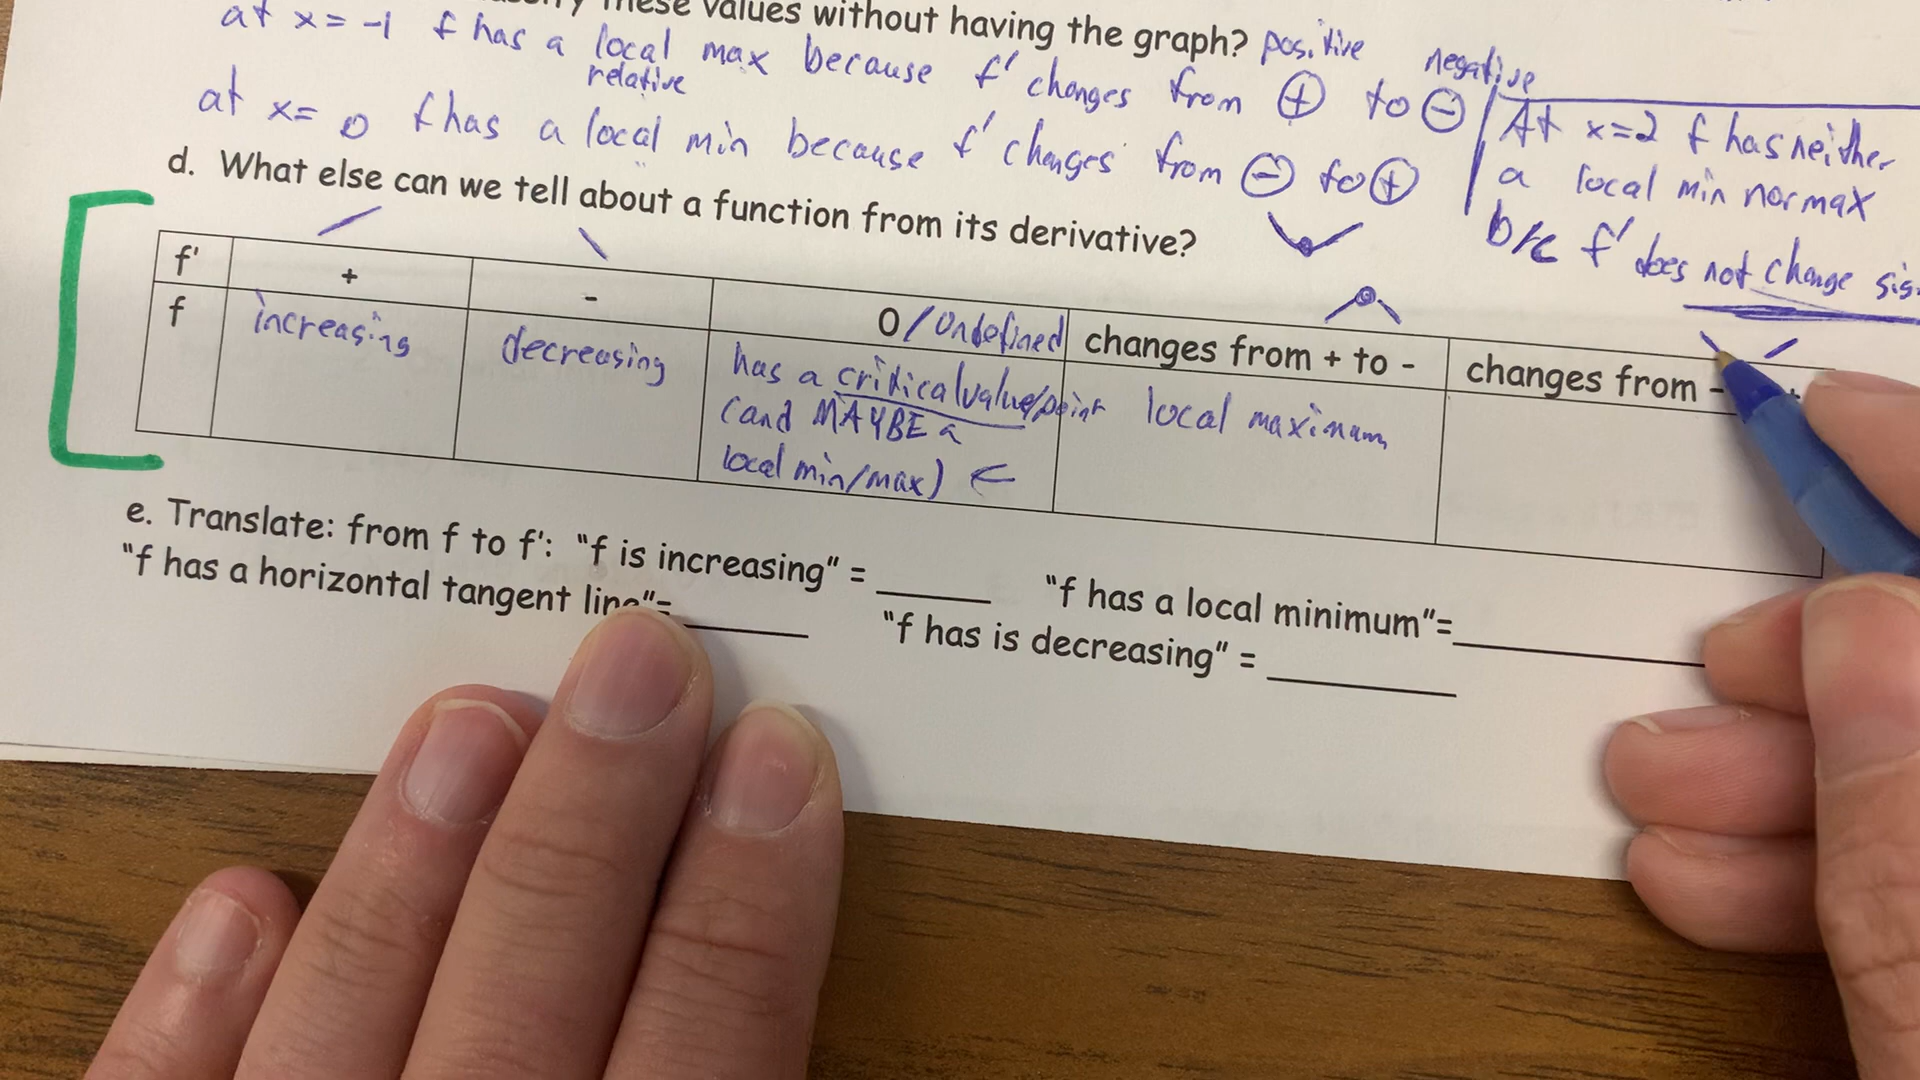 these values without having the graph? positive negative
at x = -1 f has a local max because f' changes from ⊕ to ⊖
relative
at x = 0 f has a local min because f' changes from ⊖ to ⊕
At x=2 f has neither
a local min nor max
b/c f' does not change
d. What else can we tell about a function from its derivative?
f' + - 0/undefined changes from + to - changes from -
f increasing decreasing has a critical value/point local maximum
(and MAYBE a
local min/max) ←
e. Translate: from f to f': "f is increasing" = ______ "f has a local minimum"=______
"f has a horizontal tangent line"=______ "f has is decreasing" = ______